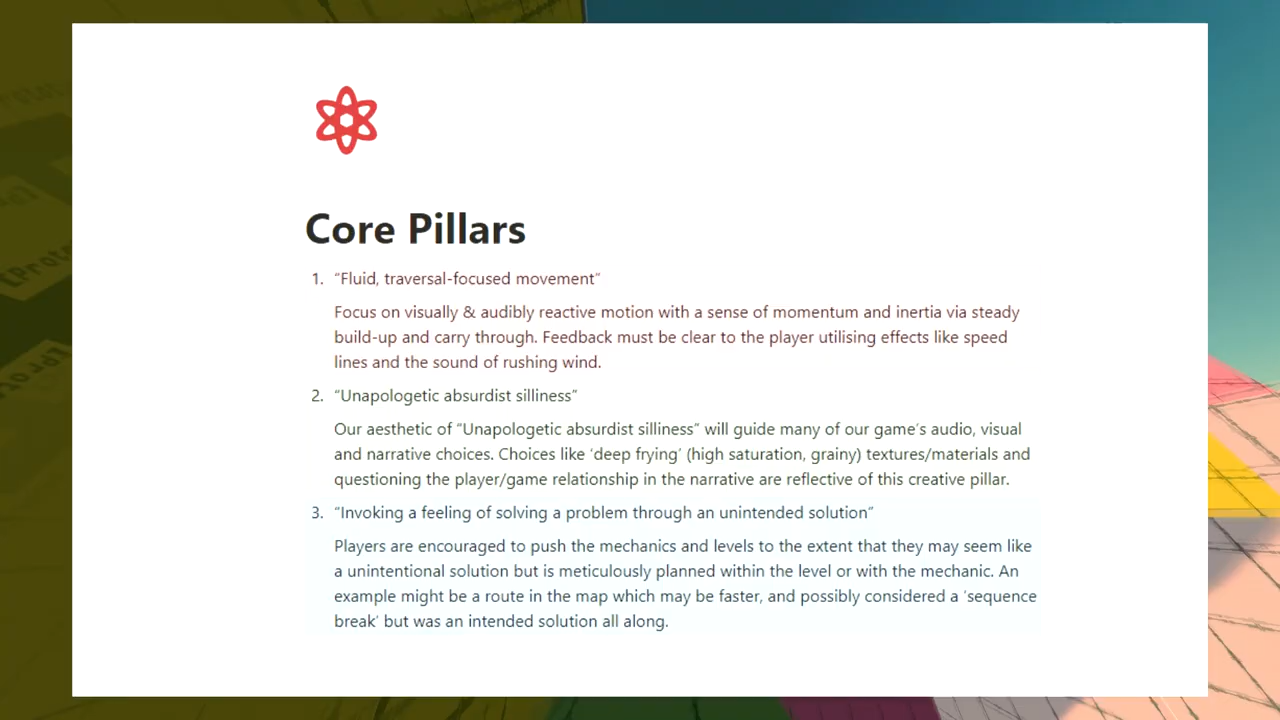 Core Pillars
1. “Fluid, traversal-focused movement”
Focus on visually & audibly reactive motion with a sense of momentum and inertia via steady
build-up and carry through. Feedback must be clear to the player utilising effects like speed
lines and the sound of rushing wind.
2. “Unapologetic absurdist silliness”
Our aesthetic of “Unapologetic absurdist silliness” will guide many of our game’s audio, visual
and narrative choices. Choices like ‘deep frying’ (high saturation, grainy) textures/materials and
questioning the player/game relationship in the narrative are reflective of this creative pillar.
3. “Invoking a feeling of solving a problem through an unintended solution”
Players are encouraged to push the mechanics and levels to the extent that they may seem like
a unintentional solution but is meticulously planned within the level or with the mechanic. An
example might be a route in the map which may be faster, and possibly considered a ‘sequence
break’ but was an intended solution all along.